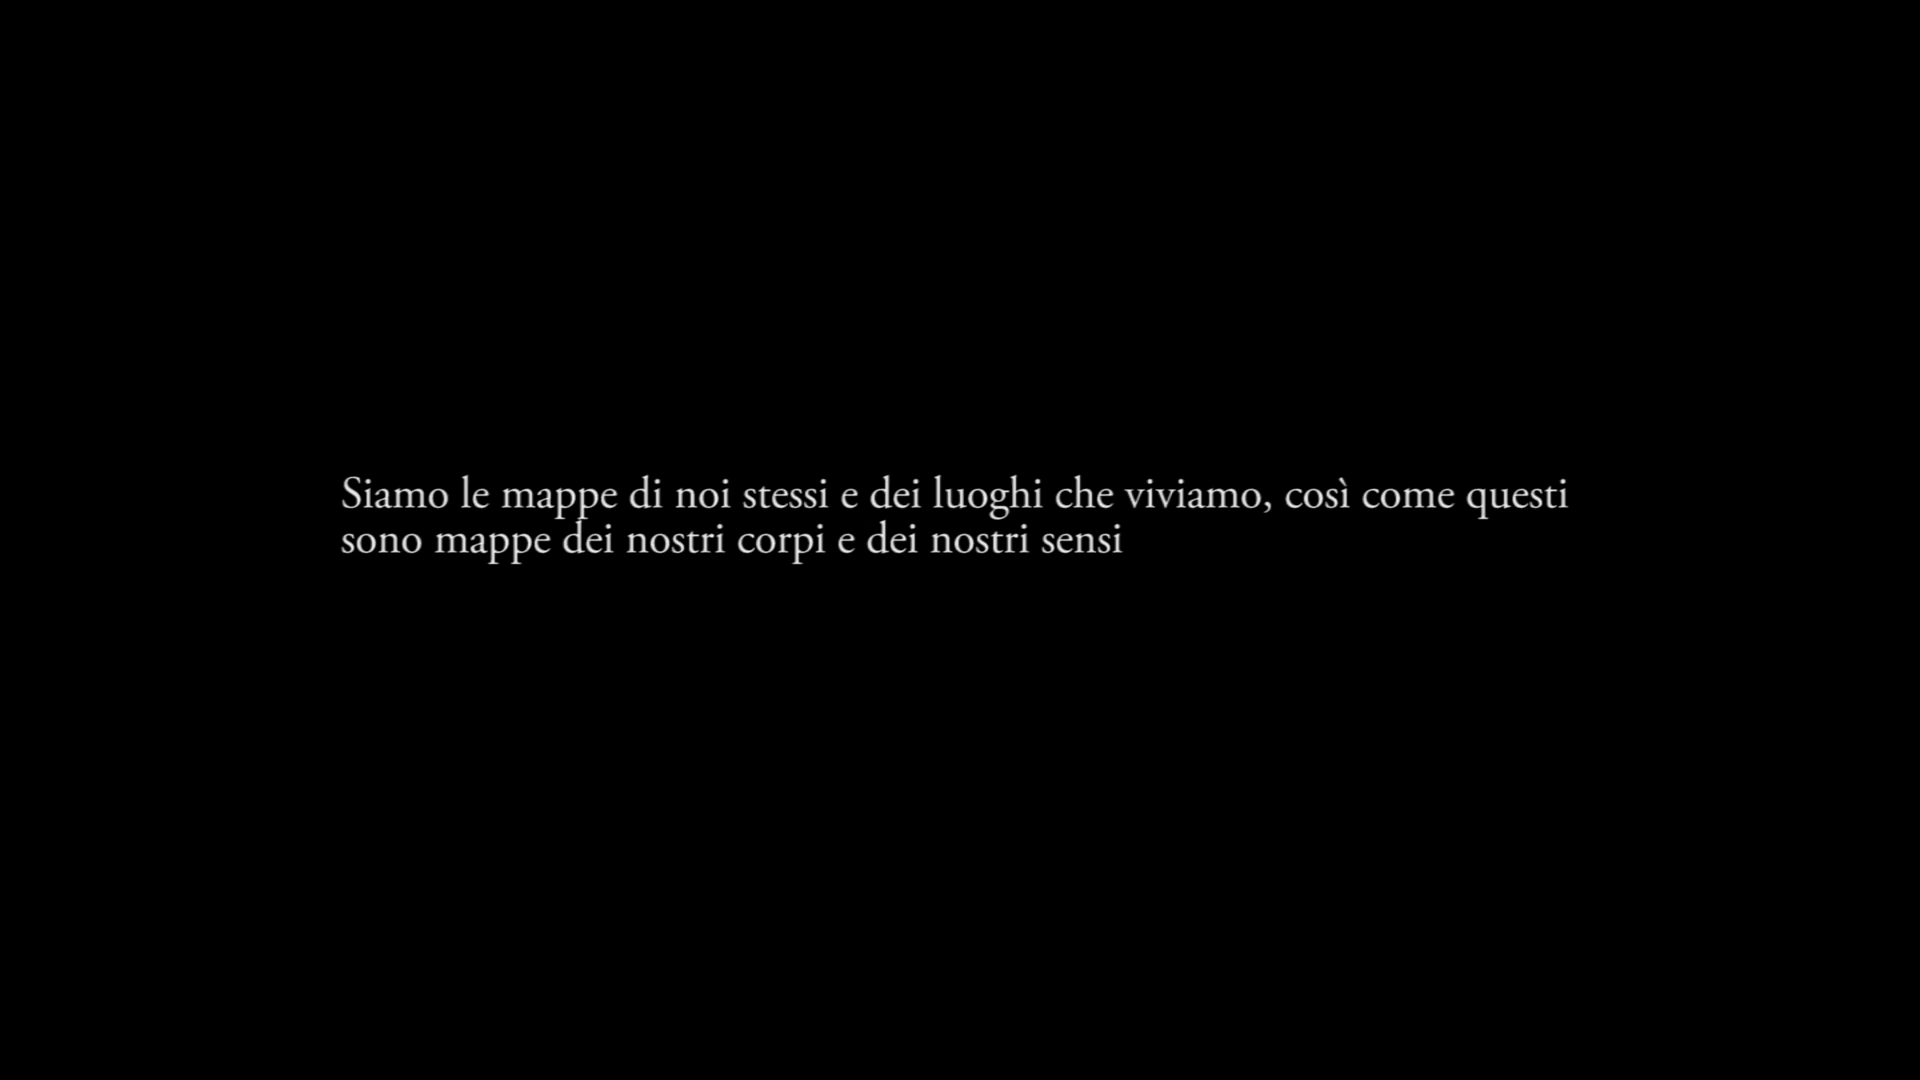 Siamo le mappe di noi stessi e dei luoghi che viviamo, così come questi
sono mappe dei nostri corpi e dei nostri sensi